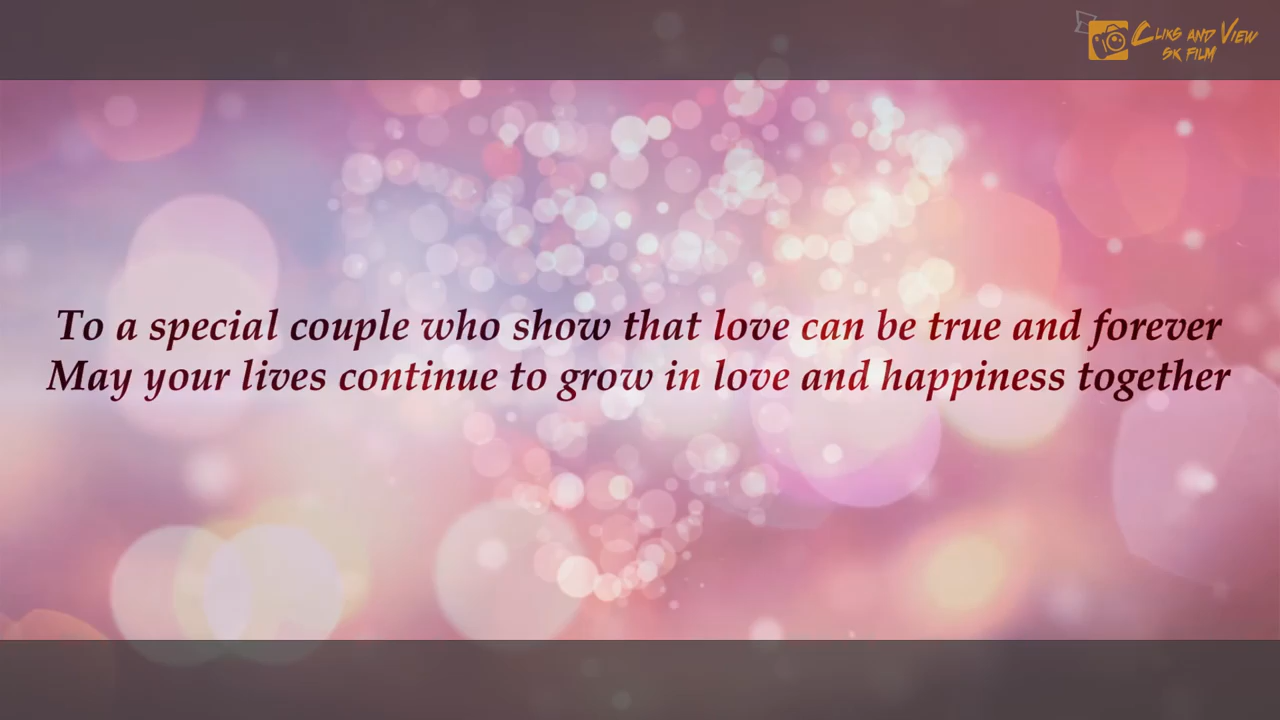 CLIKS AND VIEW
SK FILM
To a special couple who show that love can be true and forever
May your lives continue to grow in love and happiness together